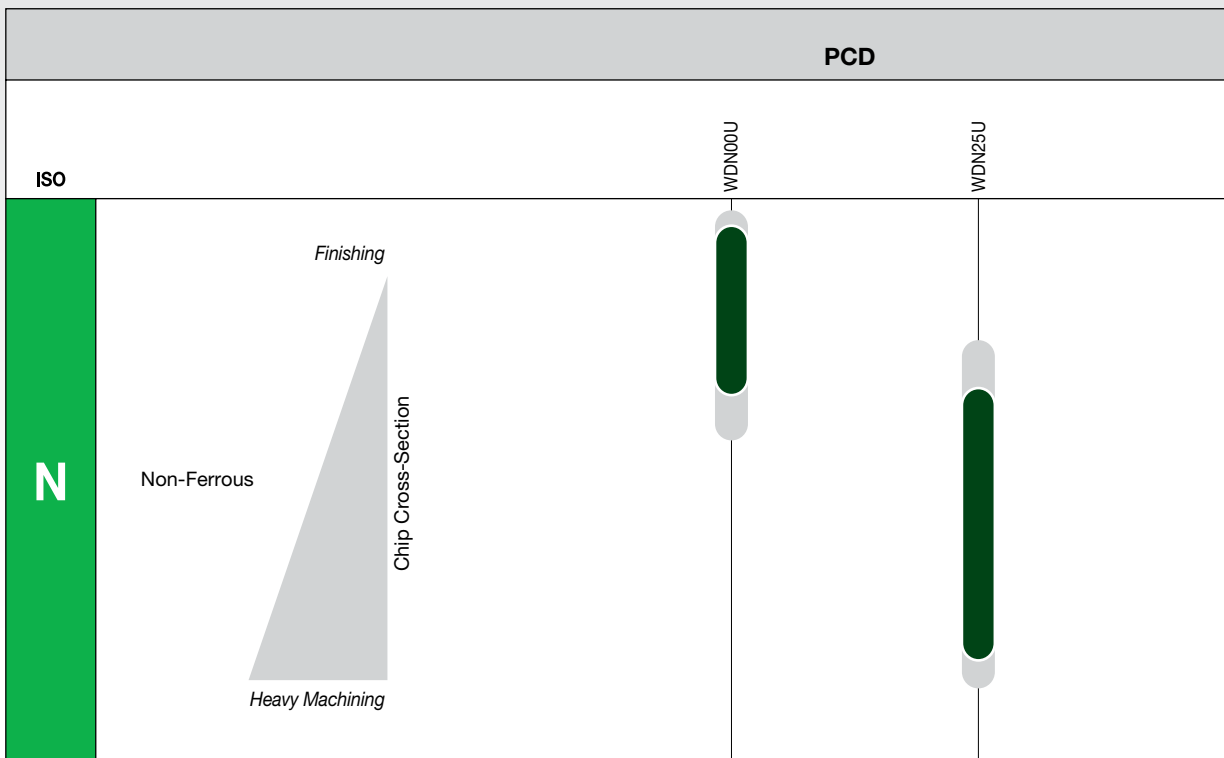 PCD
ISO
WDN00U
WDN25U
N
Non-Ferrous
Finishing
Chip Cross-Section
Heavy Machining